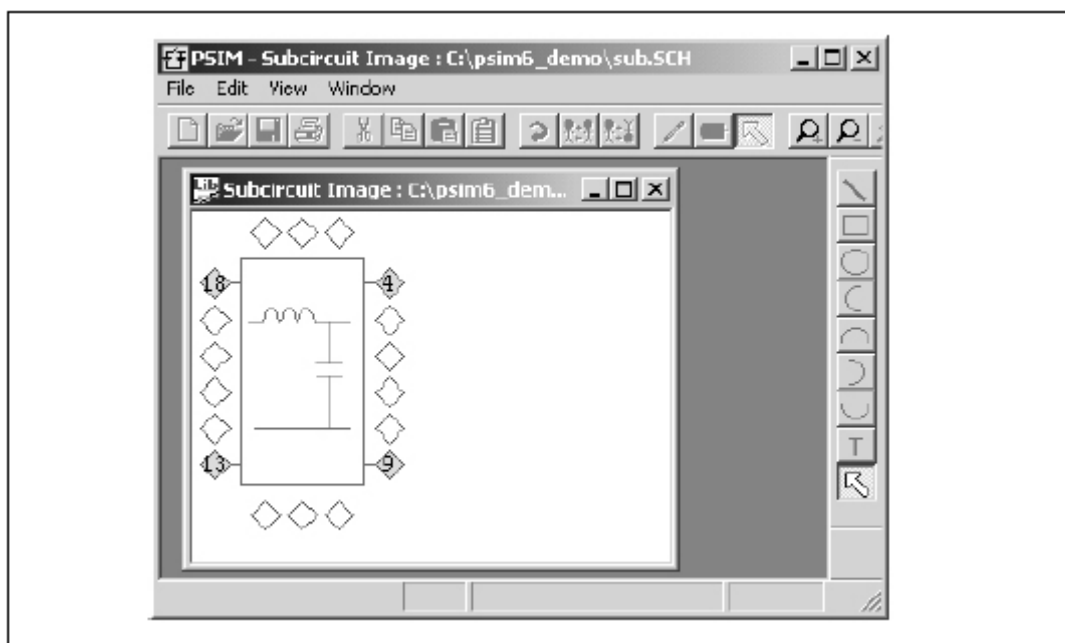 PSIM - Subcircuit Image : C:\psim6_demo\sub.SCH
File Edit View Window
Subcircuit Image : C:\psim6_dem...
18 4
13 9
T